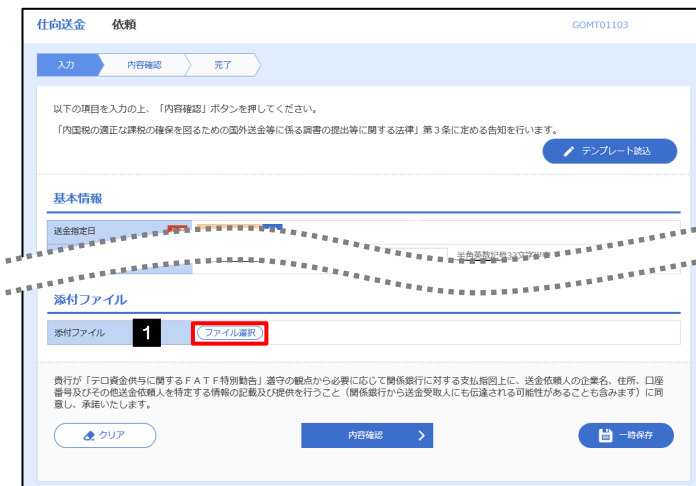 仕向送金 依頼 GOMT01103
入力 内容確認 完了
以下の項目を入力の上、「内容確認」ボタンを押してください。
「内国税の適正な課税の確保を図るための国外送金等に係る調書の提出等に関する法律」第3条に定める告知を行います。
テンプレート読込
基本情報
送金指定日
半角英数記号32文字以内
添付ファイル
添付ファイル 1 ファイル選択
貴行が「テロ資金供与に関するFATF特別勧告」遵守の観点から必要に応じて関係銀行に対する支払指図上に、送金依頼人の企業名、住所、口座
番号及びその他送金依頼人を特定する情報の記載及び提供を行うこと（関係銀行から送金受取人にも伝達される可能性があることも含みます）に同
意し、承諾いたします。
クリア 内容確認 一時保存